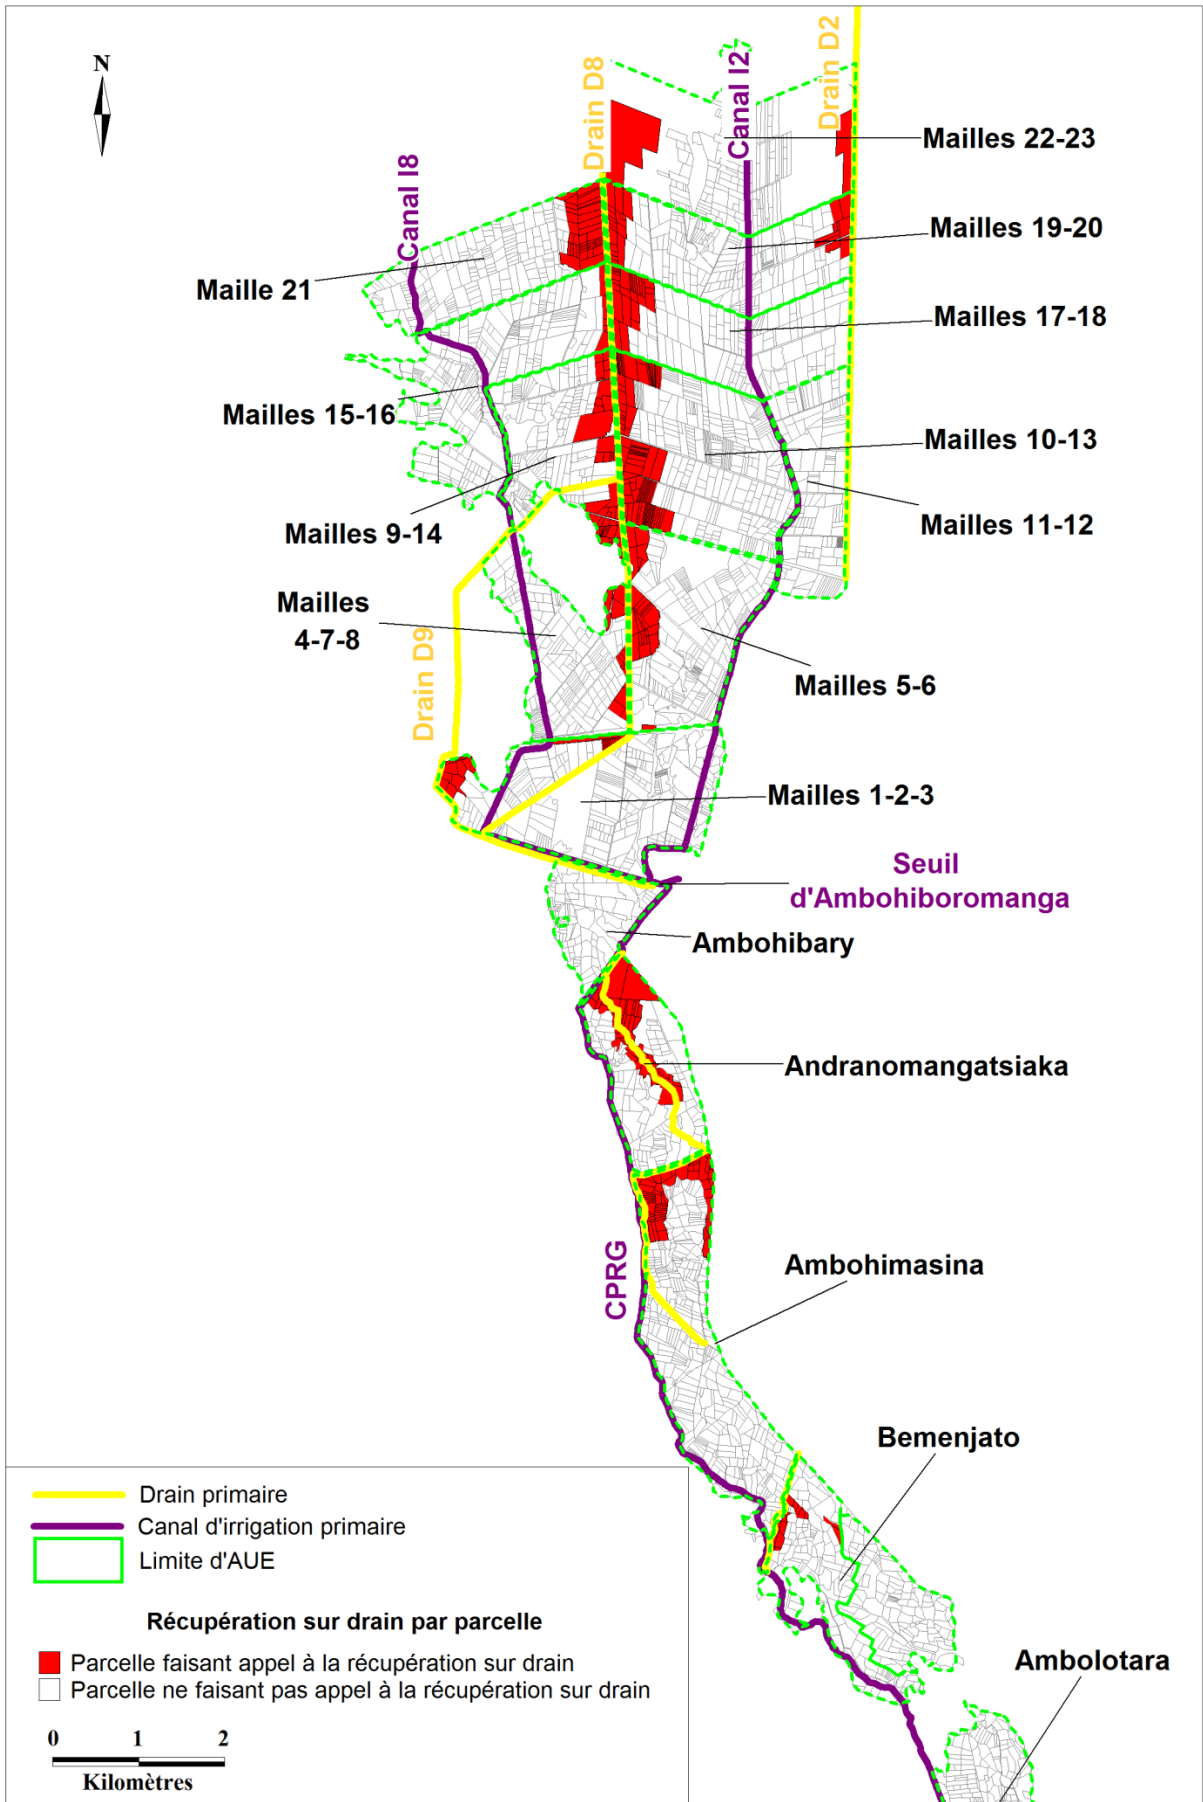 N
Drain D8
Canal I2
Drain D2
Mailles 22-23
Canal I8
Mailles 19-20
Maille 21
Mailles 17-18
Mailles 15-16
Mailles 10-13
Mailles 9-14
Mailles 11-12
Mailles
4-7-8
Drain D9
Mailles 5-6
Mailles 1-2-3
Seuil
d'Ambohiboromanga
Ambohibary
Andranomangatsiaka
CPRG
Ambohimasina
Bemenjato
Ambolotara
Drain primaire
Canal d'irrigation primaire
Limite d'AUE
Récupération sur drain par parcelle
Parcelle faisant appel à la récupération sur drain
Parcelle ne faisant pas appel à la récupération sur drain
0 1 2
Kilomètres